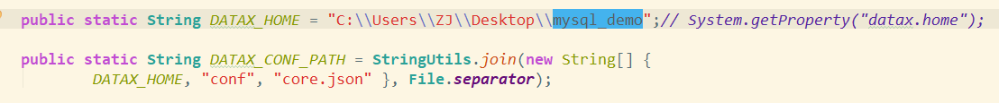 public static String DATAX_HOME = "C:\\Users\\ZJ\\Desktop\\mysql_demo";// System.getProperty("datax.home");
public static String DATAX_CONF_PATH = StringUtils.join(new String[] {
DATAX_HOME, "conf", "core.json" }, File.separator);